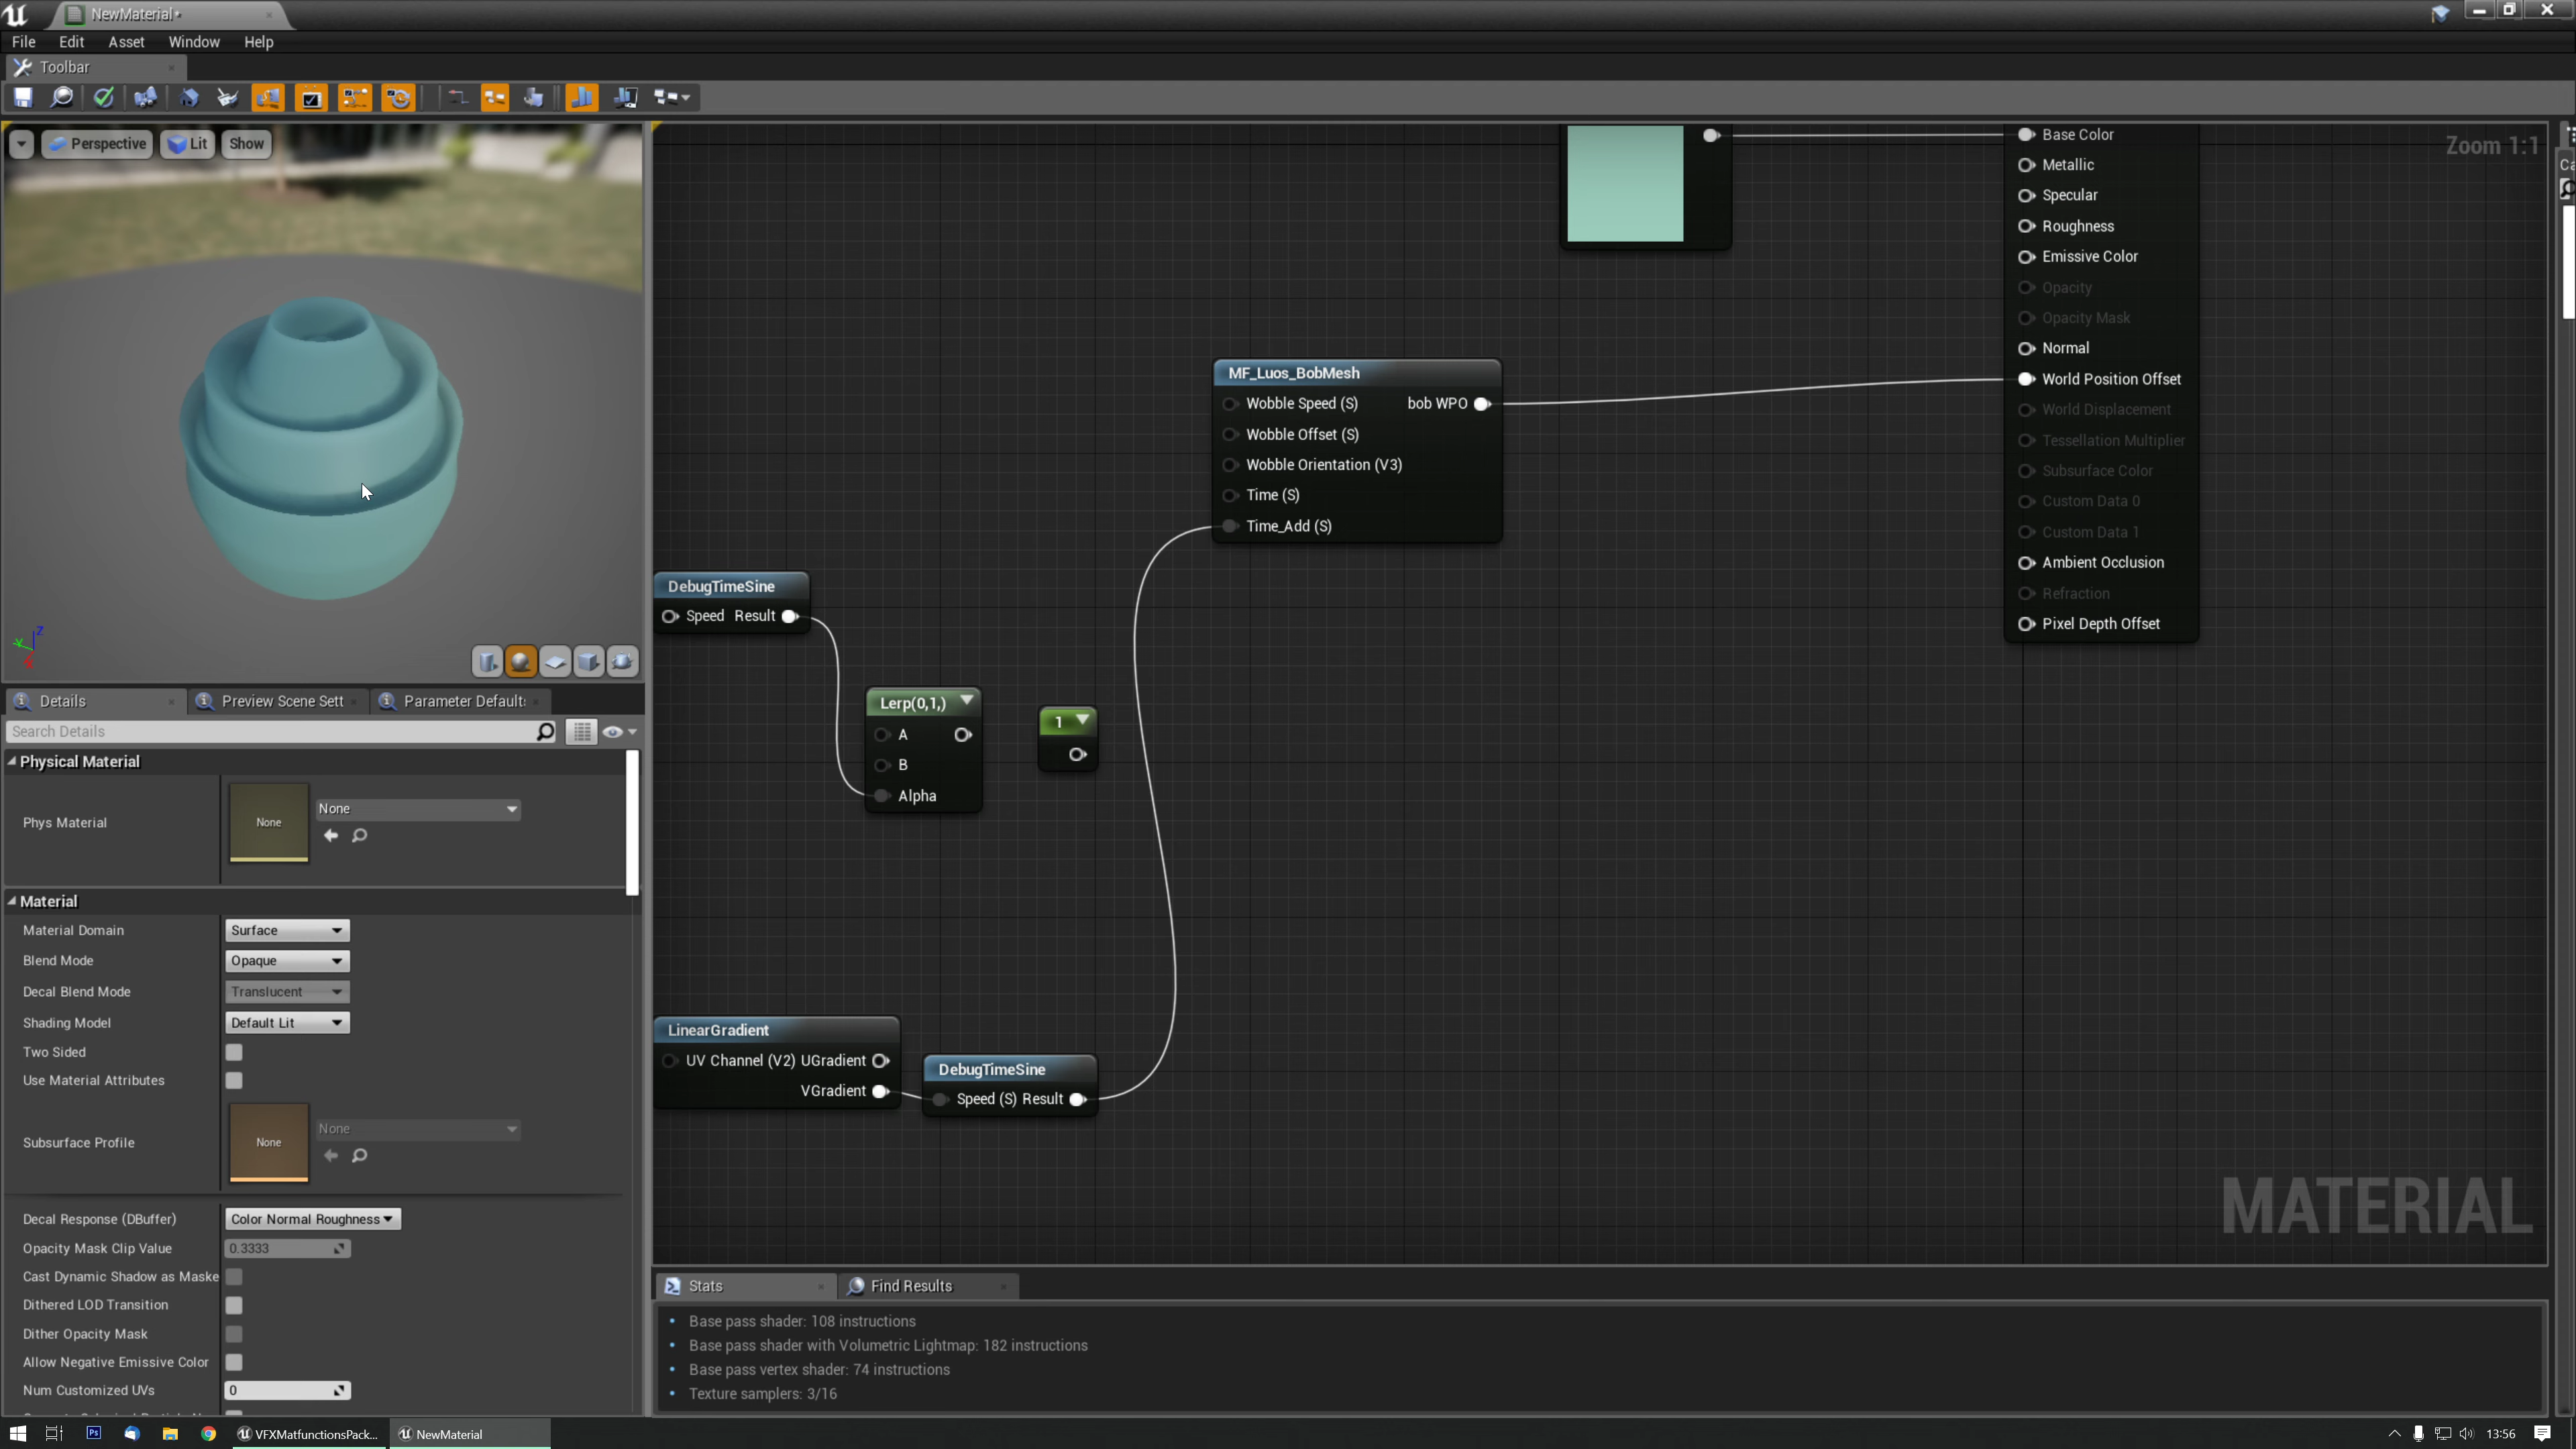 NewMaterial*
File Edit Asset Window Help
Toolbar
Perspective Lit Show
Zoom 1:1
Base Color
Metallic
Specular
Roughness
Emissive Color
Opacity
Opacity Mask
Normal
World Position Offset
World Displacement
Tessellation Multiplier
Subsurface Color
Custom Data 0
Custom Data 1
Ambient Occlusion
Refraction
Pixel Depth Offset
MF_Luos_BobMesh
Wobble Speed (S) bob WPO
Wobble Offset (S)
Wobble Orientation (V3)
Time (S)
Time_Add (S)
DebugTimeSine
Speed Result
Lerp(0,1,)
A
B
Alpha
1
LinearGradient
UV Channel (V2) UGradient
VGradient
DebugTimeSine
Speed (S) Result
MATERIAL
Z
Details Preview Scene Sett Parameter Default
Search Details
Physical Material
Phys Material None None
Material
Material Domain Surface
Blend Mode Opaque
Decal Blend Mode Translucent
Shading Model Default Lit
Two Sided
Use Material Attributes
Subsurface Profile None None
Decal Response (DBuffer) Color Normal Roughness
Opacity Mask Clip Value 0.3333
Cast Dynamic Shadow as Maske
Dithered LOD Transition
Dither Opacity Mask
Allow Negative Emissive Color
Num Customized UVs 0
Stats Find Results
Base pass shader: 108 instructions
Base pass shader with Volumetric Lightmap: 182 instructions
Base pass vertex shader: 74 instructions
Texture samplers: 3/16
Ps VFXMatfunctionsPack... NewMaterial 13:56